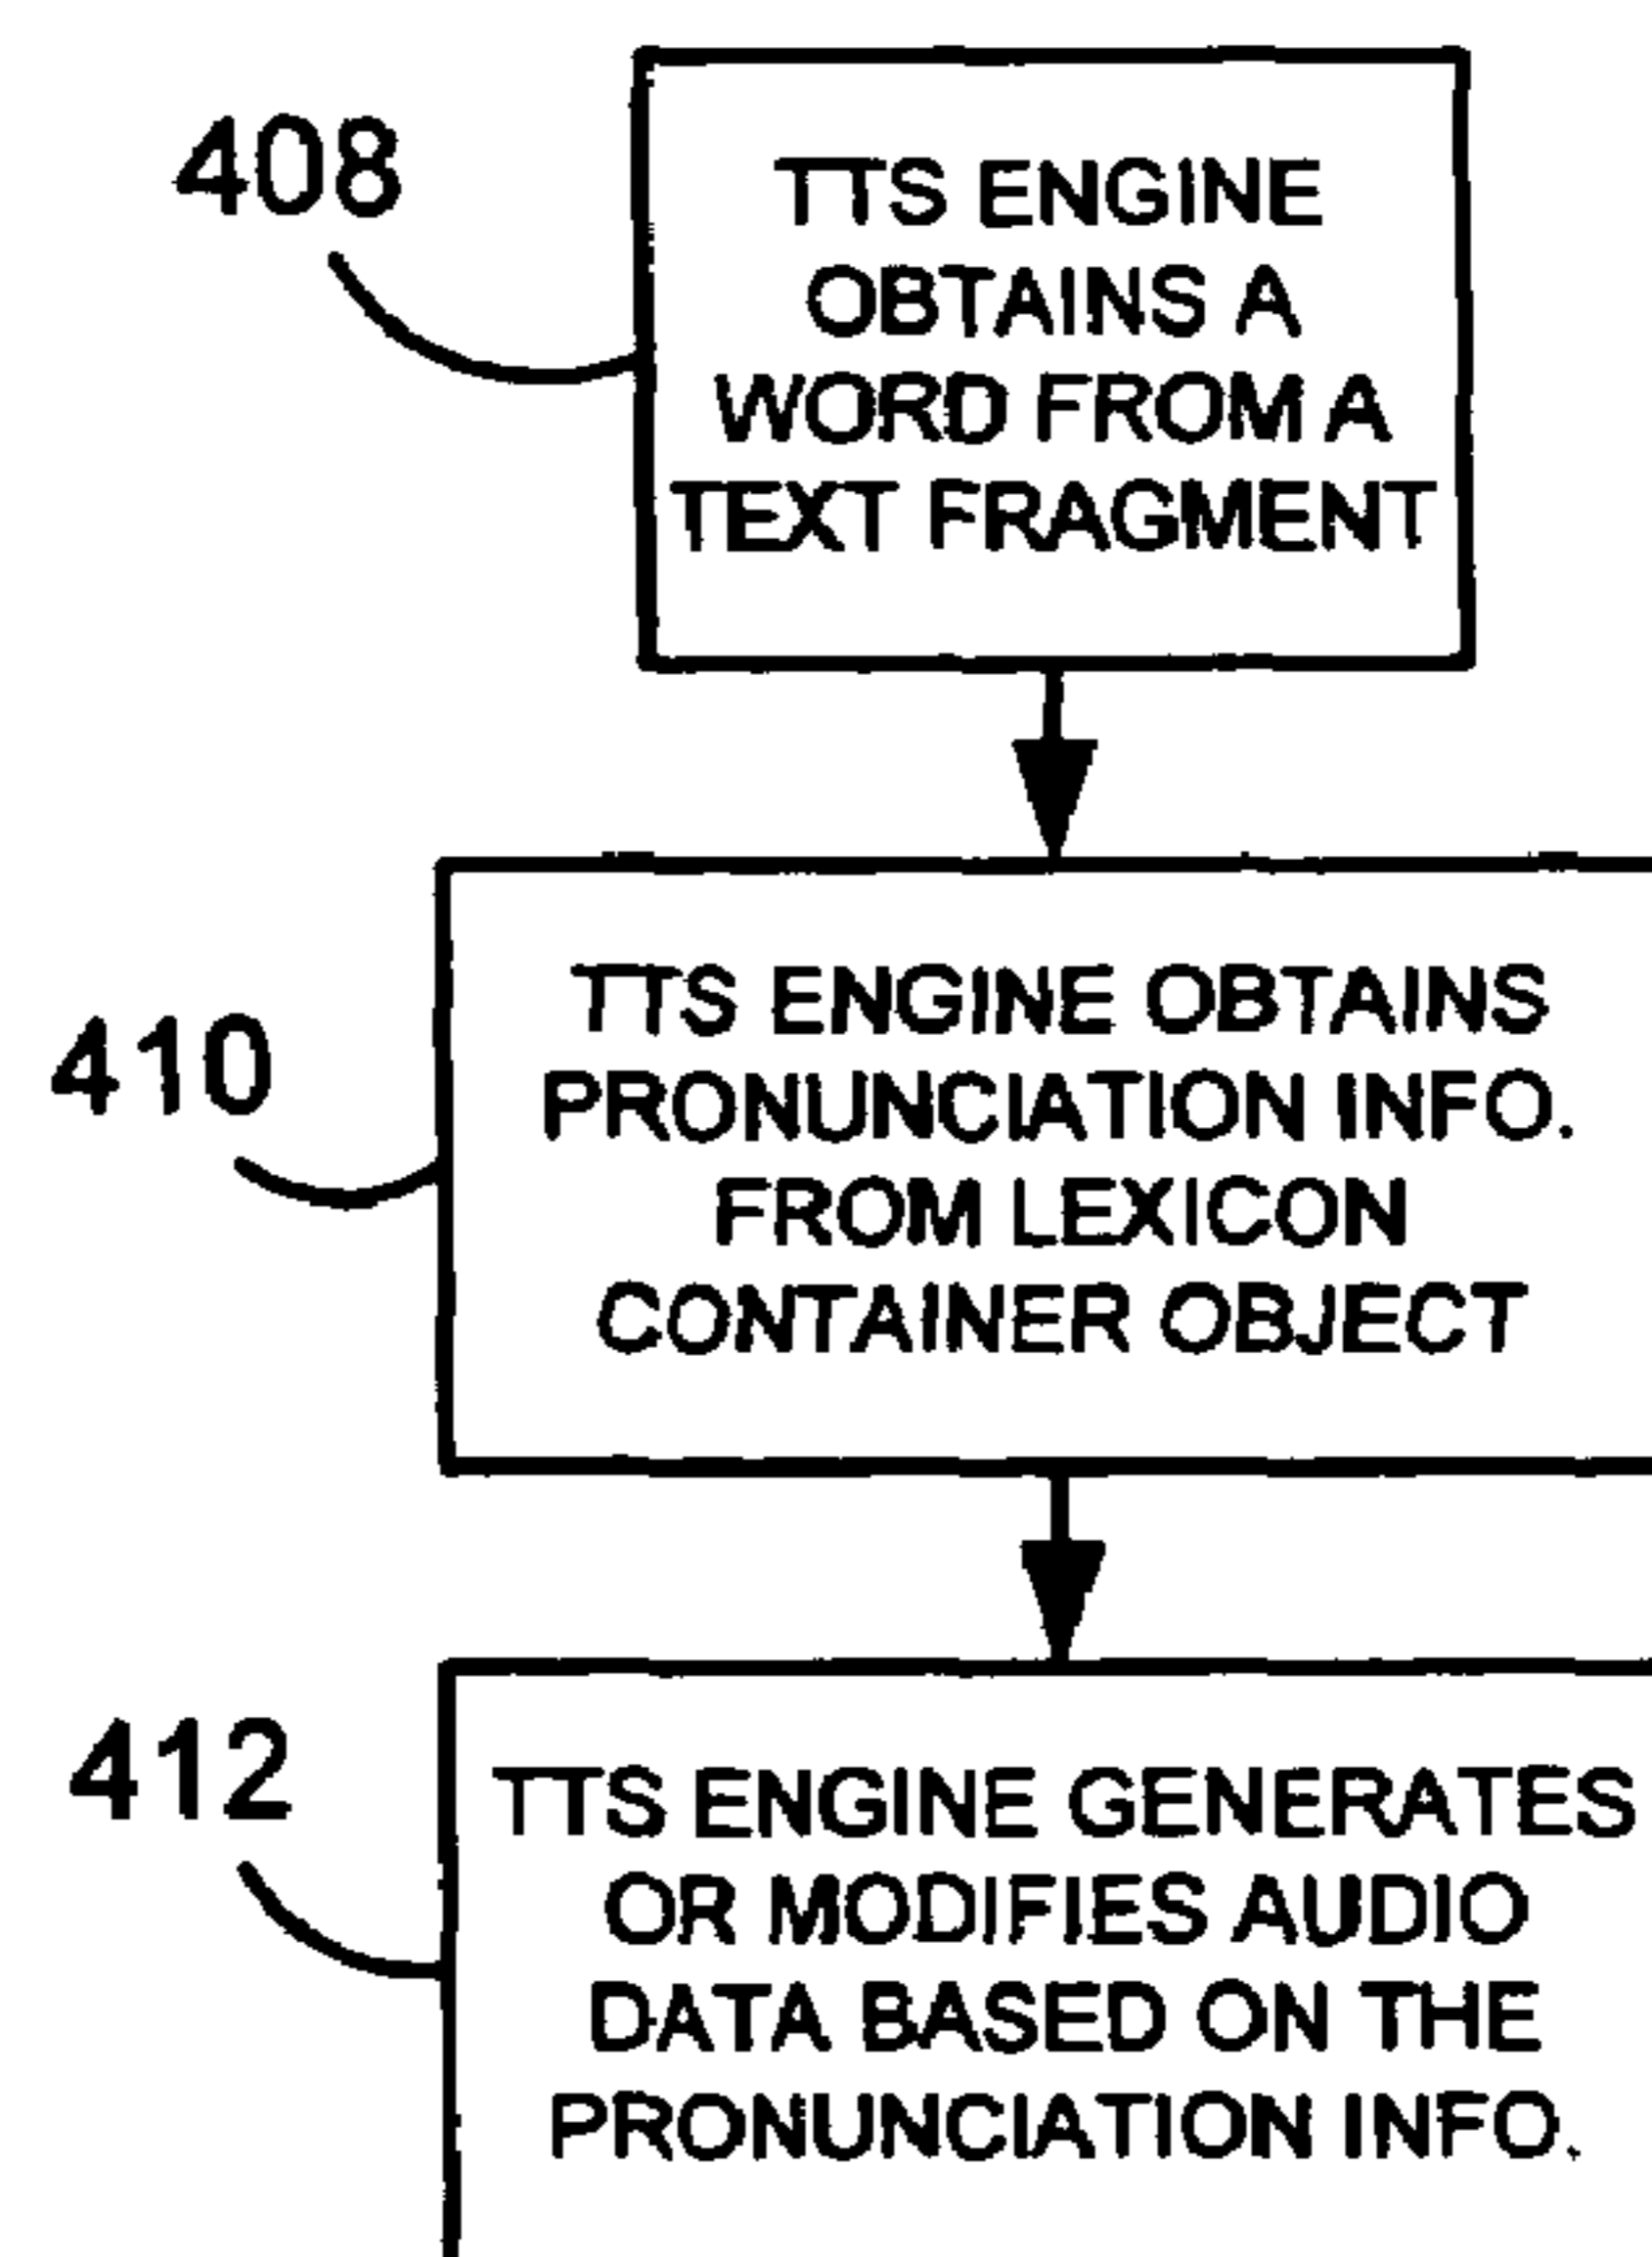 408
TTS ENGINE
OBTAINS A
WORD FROM A
TEXT FRAGMENT
410
TTS ENGINE OBTAINS
PRONUNCIATION INFO.
FROM LEXICON
CONTAINER OBJECT
412
TTS ENGINE GENERATES
OR MODIFIES AUDIO
DATA BASED ON THE
PRONUNCIATION INFO.